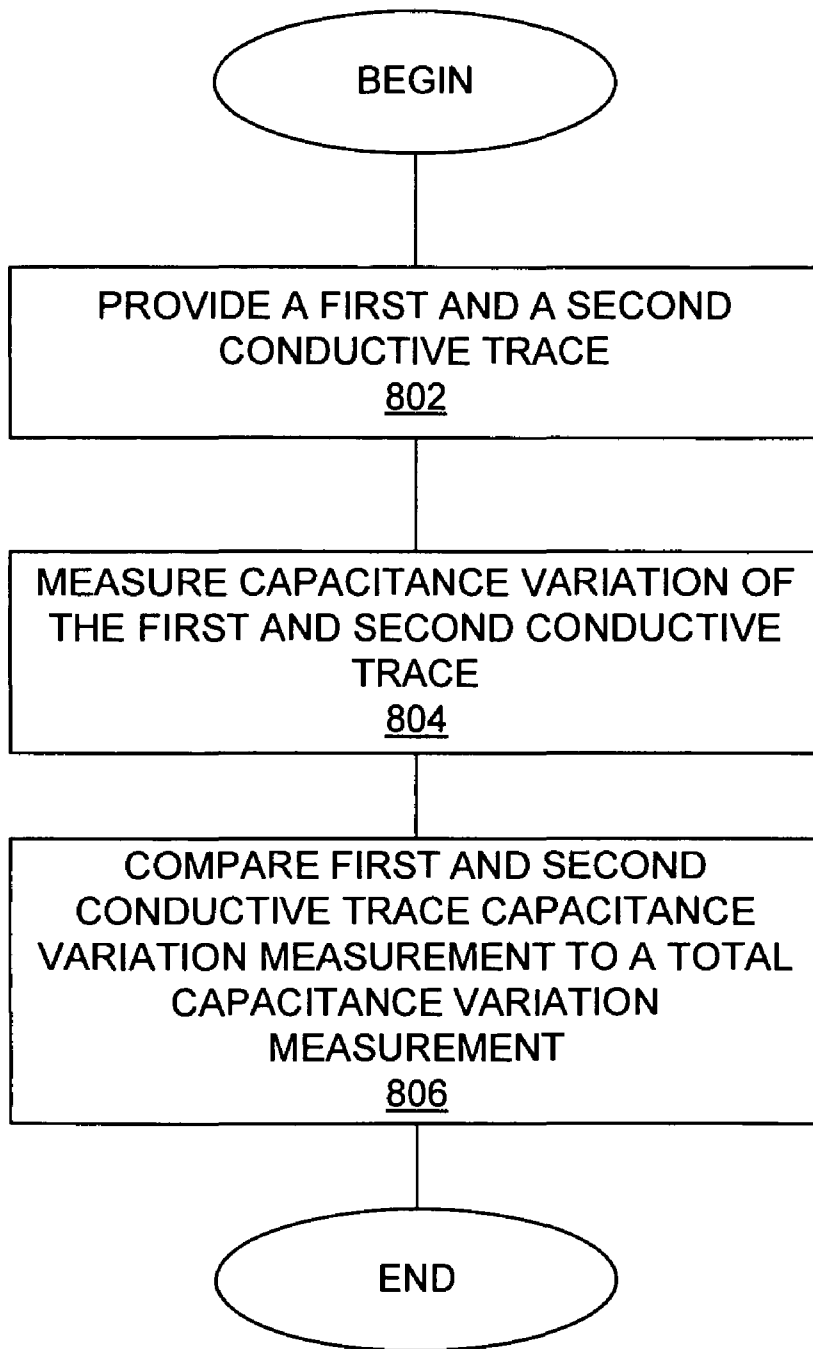 BEGIN
PROVIDE A FIRST AND A SECOND
CONDUCTIVE TRACE
802
MEASURE CAPACITANCE VARIATION OF
THE FIRST AND SECOND CONDUCTIVE
TRACE
804
COMPARE FIRST AND SECOND
CONDUCTIVE TRACE CAPACITANCE
VARIATION MEASUREMENT TO A TOTAL
CAPACITANCE VARIATION
MEASUREMENT
806
END